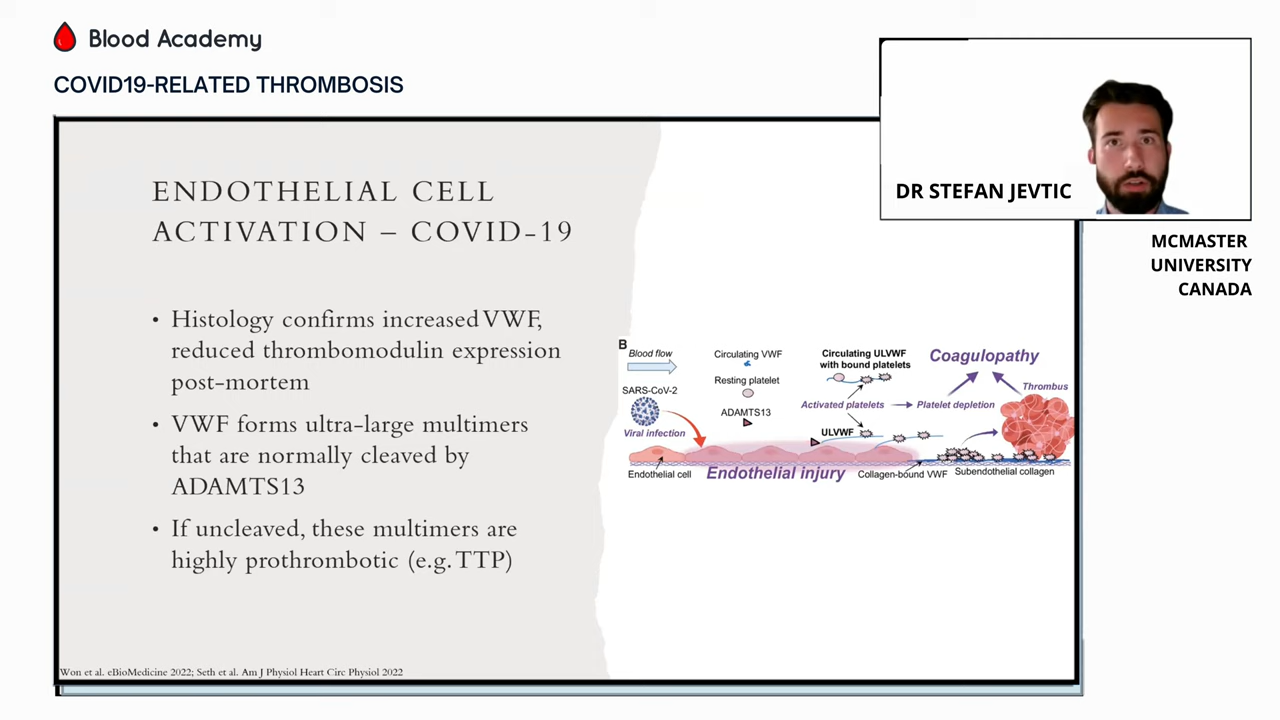 Blood Academy
COVID19-RELATED THROMBOSIS
DR STEFAN JEVTIC
MCMASTER
UNIVERSITY
CANADA
ENDOTHELIAL CELL
ACTIVATION – COVID-19
• Histology confirms increased VWF,
reduced thrombomodulin expression
post-mortem
• VWF forms ultra-large multimers
that are normally cleaved by
ADAMTS13
• If uncleaved, these multimers are
highly prothrombotic (e.g. TTP)
B
Blood flow
SARS-CoV-2
Viral infection
Endothelial cell
Circulating VWF
Resting platelet
ADAMTS13
Endothelial injury
Circulating ULVWF
with bound platelets
Activated platelets
ULVWF
Collagen-bound VWF
Coagulopathy
Platelet depletion
Thrombus
Subendothelial collagen
Won et al. eBioMedicine 2022; Seth et al. Am J Physiol Heart Circ Physiol 2022